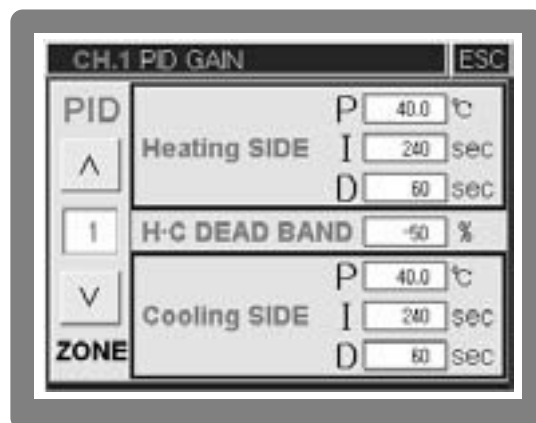 CH.1 PID GAIN ESC
PID
ZONE
1
Heating SIDE
P 40.0 ℃
I 240 sec
D 60 sec
H·C DEAD BAND -50 %
Cooling SIDE
P 40.0 ℃
I 240 sec
D 60 sec